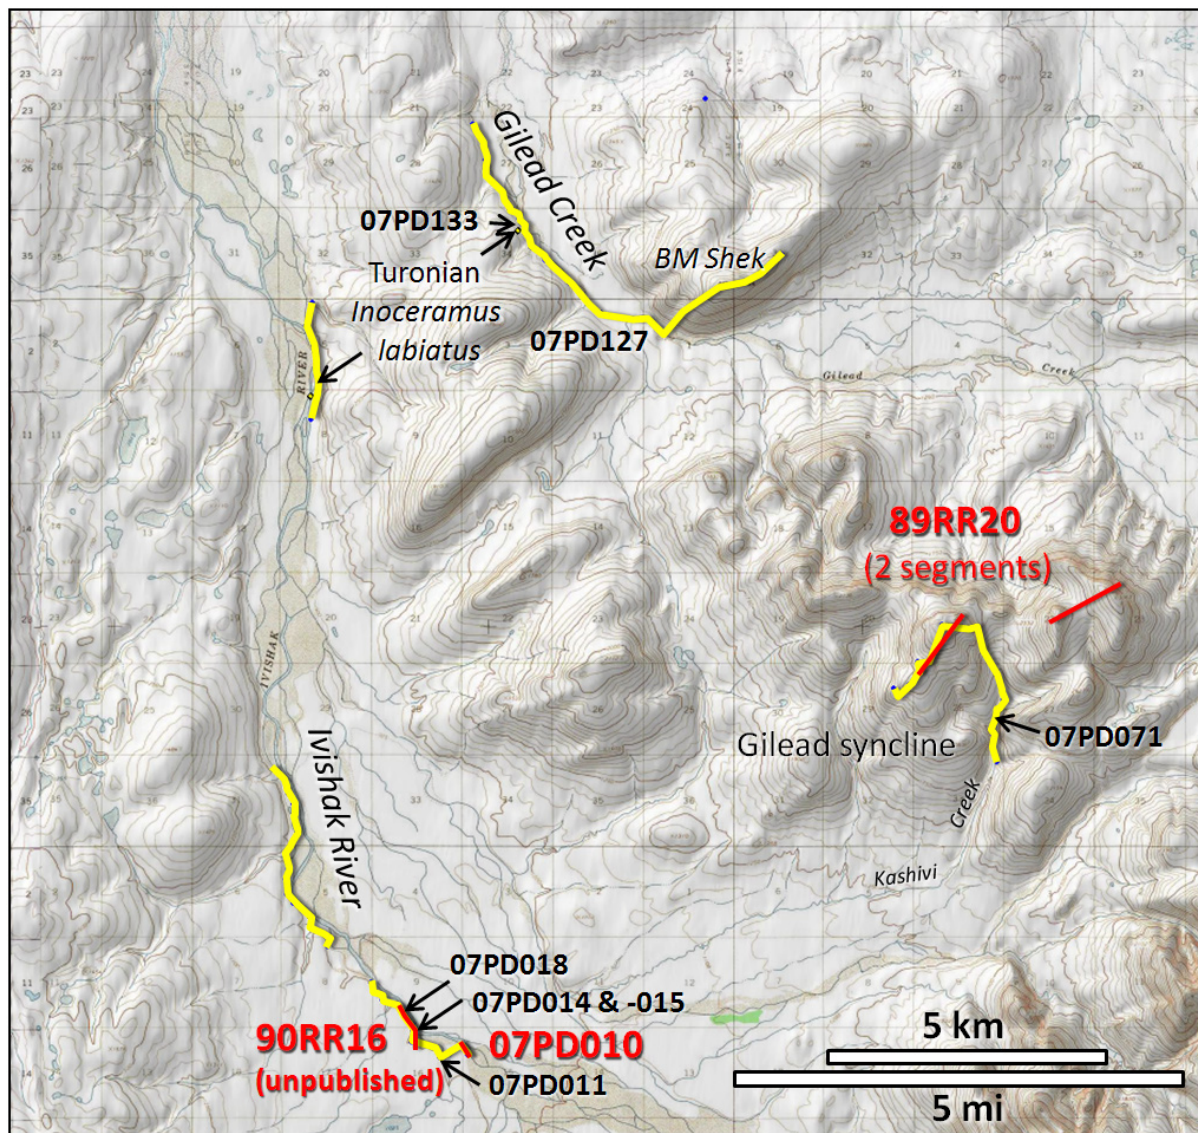 Gilead Creek
07PD133
BM Shek
Turonian
Inoceramus
labiatus
07PD127
RIVER
Gilead
Creek
89RR20
(2 segments)
IVISHAK
Ivishak River
07PD071
Gilead syncline
Creek
Kashivi
07PD018
07PD014 & -015
90RR16
(unpublished)
07PD010
07PD011
5 km
5 mi